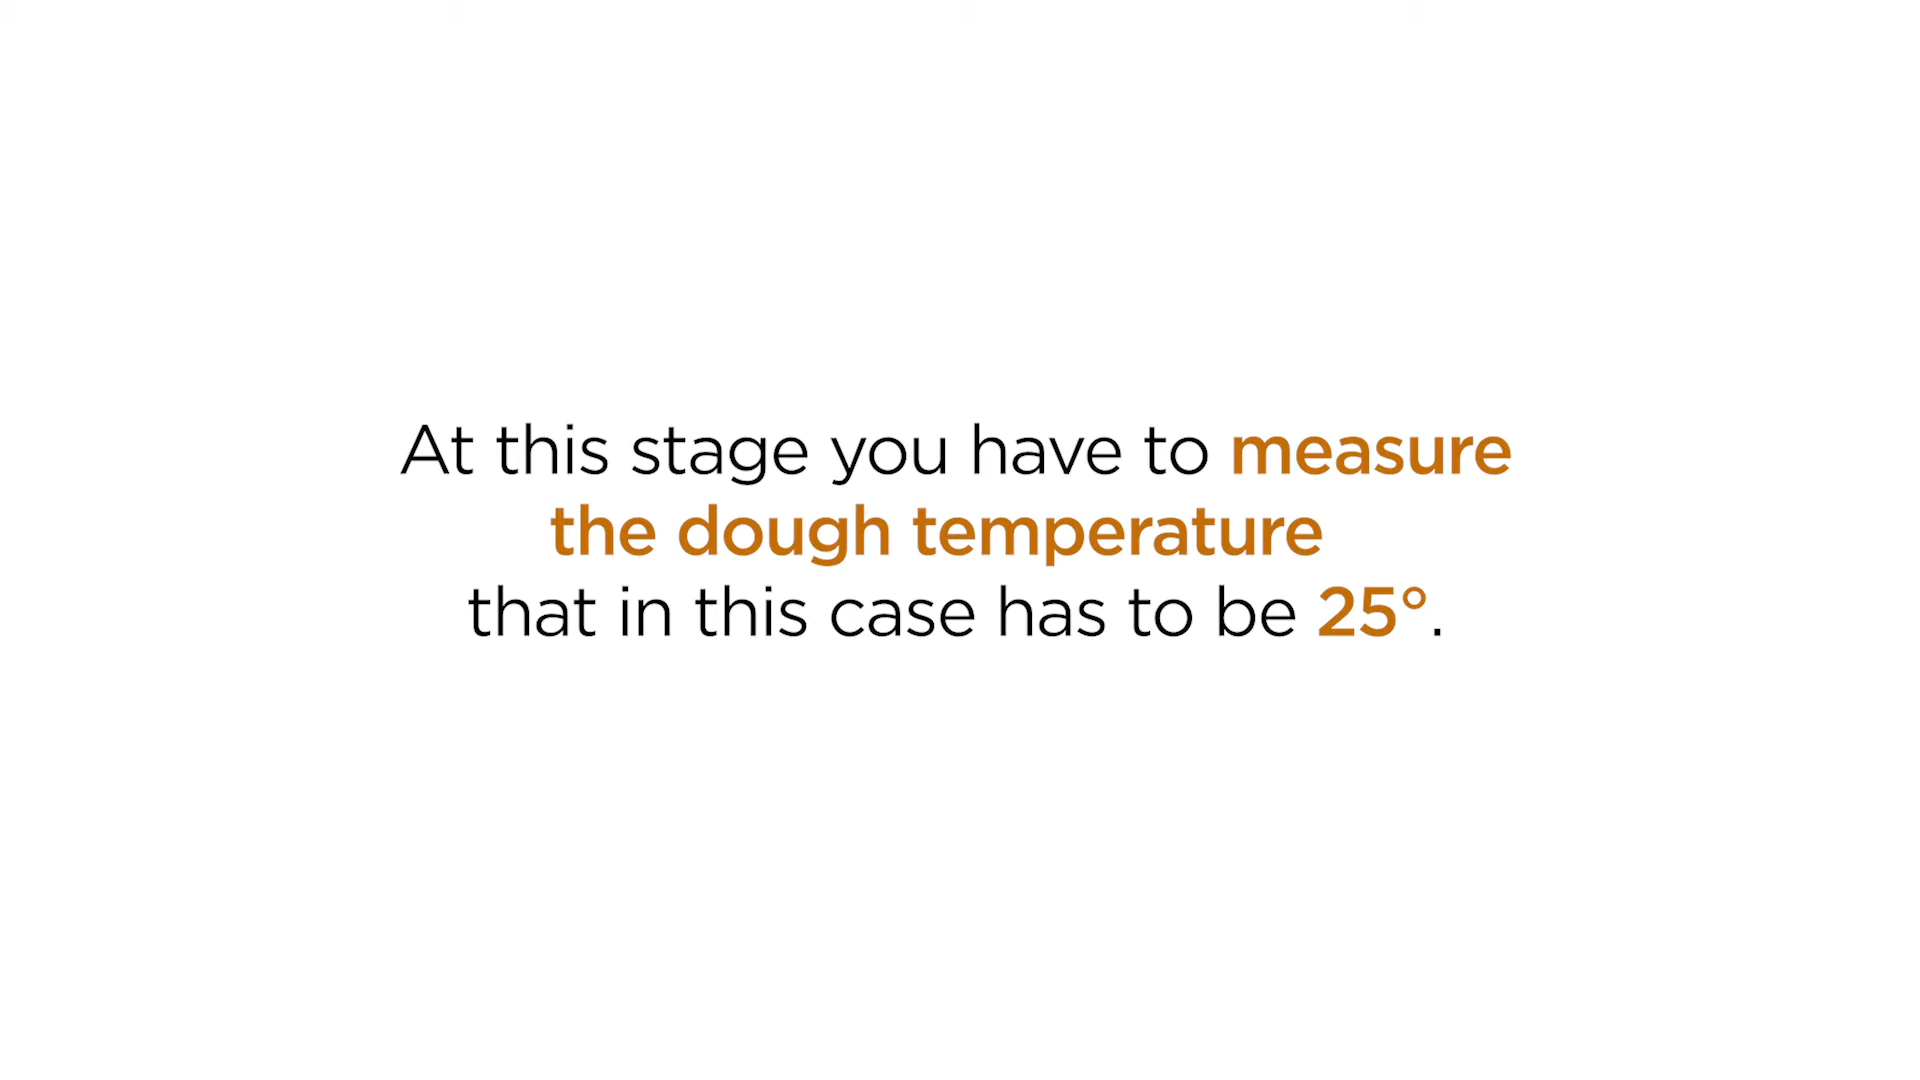 At this stage you have to measure
the dough temperature
that in this case has to be 25°.